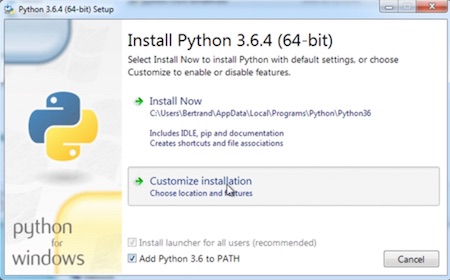 Python 3.6.4 (64-bit) Setup
Install Python 3.6.4 (64-bit)
Select Install Now to install Python with default settings, or choose
Customize to enable or disable features.
Install Now
C:\Users\Bertrand\AppData\Local\Programs\Python\Python36
Includes IDLE, pip and documentation
Creates shortcuts and file associations
Customize installation
Choose location and features
python
for
windows
Install launcher for all users (recommended)
Add Python 3.6 to PATH
Cancel